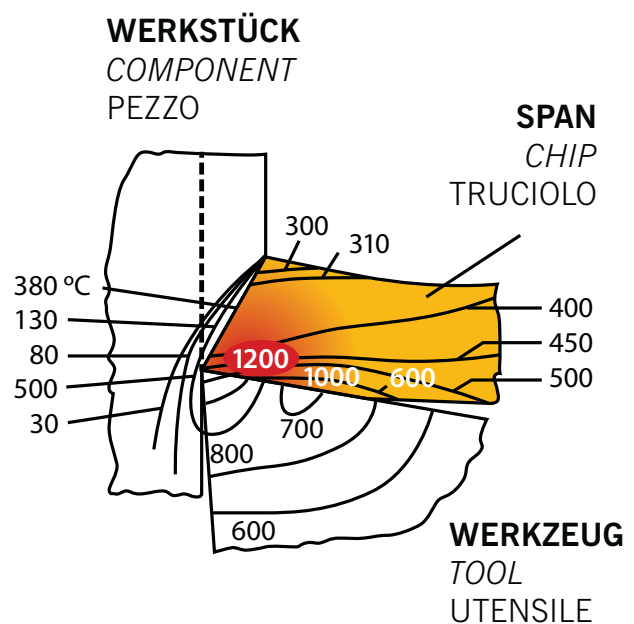 WERKSTÜCK
COMPONENT
PEZZO
SPAN
CHIP
TRUCIOLO
300
310
380 ºC
130
80
500
30
400
450
500
1200
1000
600
700
800
600
WERKZEUG
TOOL
UTENSILE